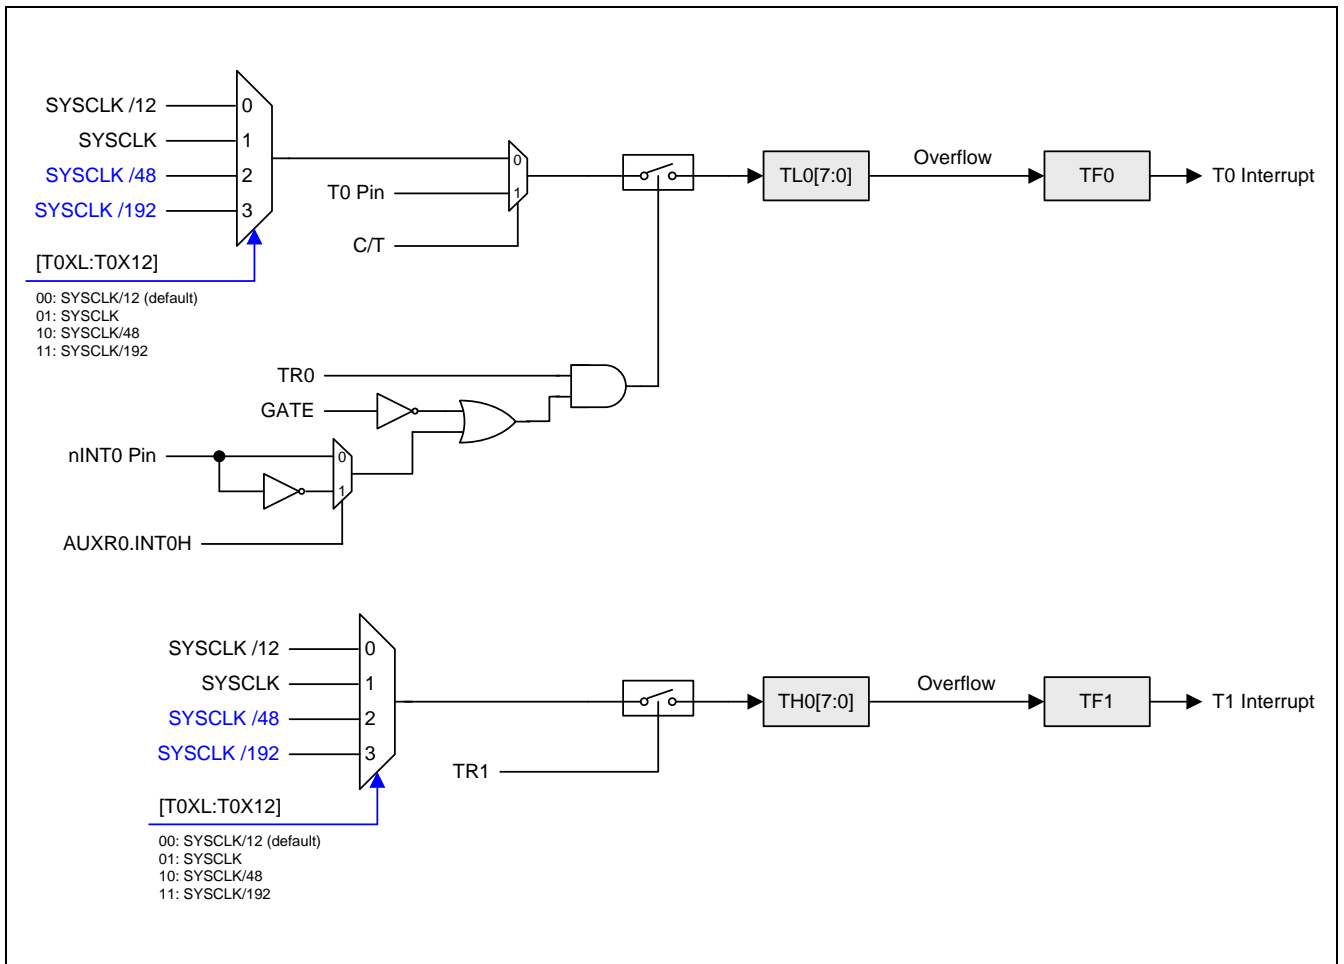 SYSCLK /12
0
SYSCLK
1
SYSCLK /48
2
SYSCLK /192
3
[T0XL:T0X12]
00: SYSCLK/12 (default)
01: SYSCLK
10: SYSCLK/48
11: SYSCLK/192
0
T0 Pin
1
C/T
TL0[7:0]
Overflow
TF0
T0 Interrupt
TR0
GATE
nINT0 Pin
0
1
AUXR0.INT0H
SYSCLK /12
0
SYSCLK
1
SYSCLK /48
2
SYSCLK /192
3
[T0XL:T0X12]
00: SYSCLK/12 (default)
01: SYSCLK
10: SYSCLK/48
11: SYSCLK/192
TR1
TH0[7:0]
Overflow
TF1
T1 Interrupt